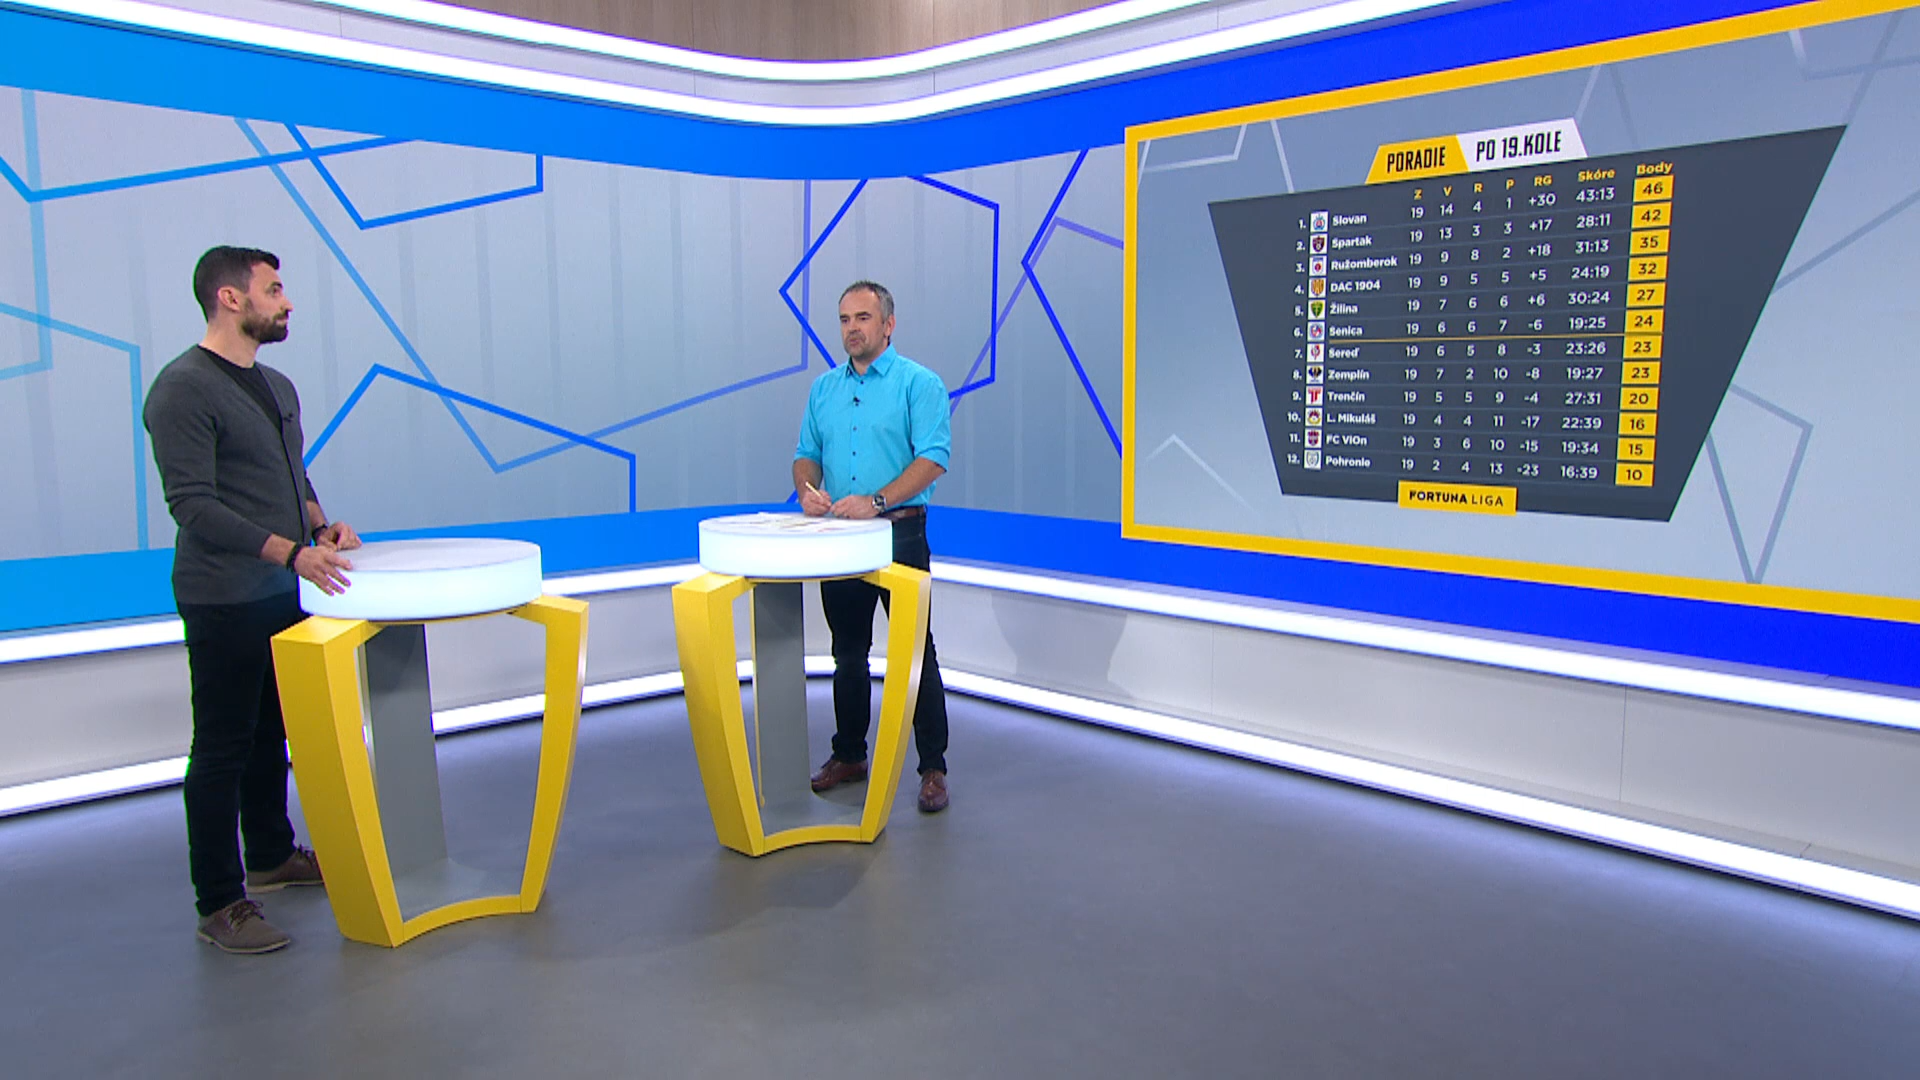 PORADIE PO 19.KOLE
Z V R P RG Skóre Body
1. Slovan 19 14 4 1 +30 43:13 46
2. Spartak 19 13 3 3 +17 28:11 42
3. Ružomberok 19 9 8 2 +18 31:13 35
4. DAC 1904 19 9 5 5 +5 24:19 32
5. Žilina 19 7 6 6 +6 30:24 27
6. Senica 19 6 6 7 -6 19:25 24
7. Sereď 19 6 5 8 -3 23:26 23
8. Zemplín 19 7 2 10 -8 19:27 23
9. Trenčín 19 5 5 9 -4 27:31 20
10. L. Mikuláš 19 4 4 11 -17 22:39 16
11. FC ViOn 19 3 6 10 -15 19:34 15
12. Pohronie 19 2 4 13 -23 16:39 10
FORTUNA LIGA